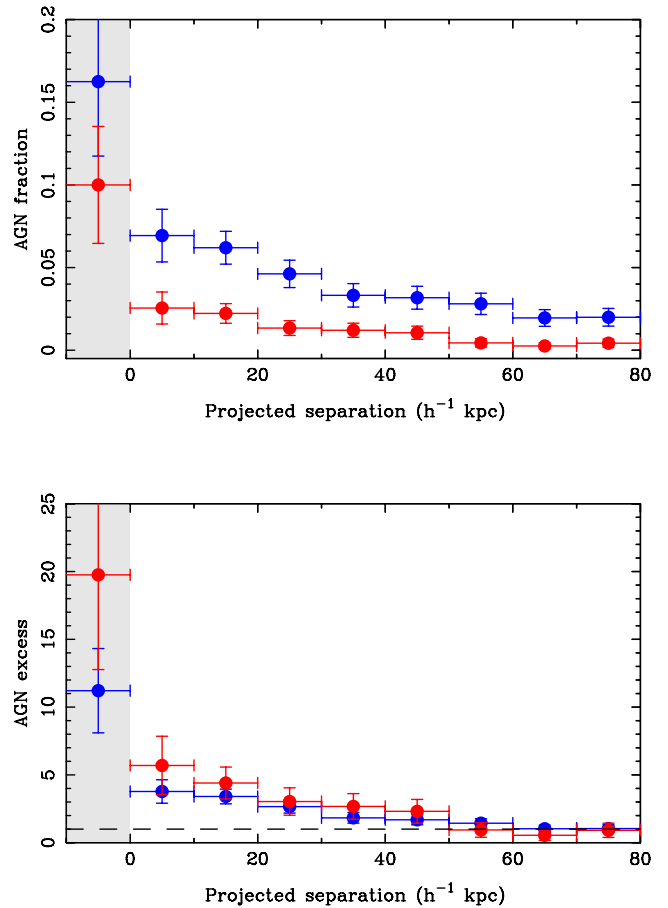 0.2
0.15
0.1
0.05
0
AGN fraction
0 20 40 60 80
Projected separation (h⁻¹ kpc)
25
20
15
10
5
0
AGN excess
0 20 40 60 80
Projected separation (h⁻¹ kpc)